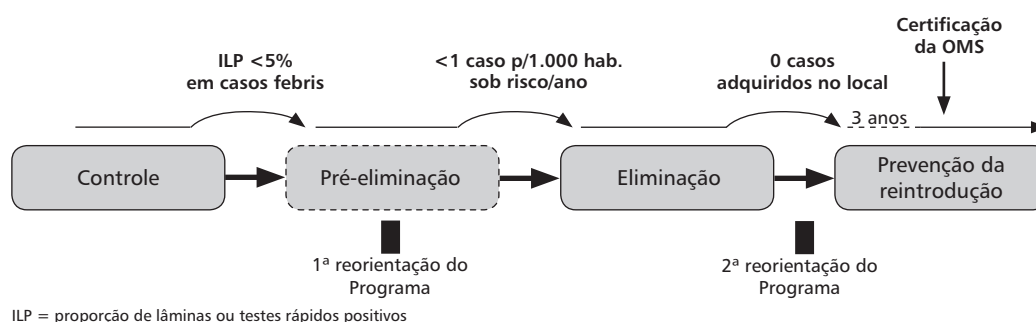 Certificação
da OMS
ILP <5%
em casos febris
<1 caso p/1.000 hab.
sob risco/ano
0 casos
adquiridos no local
3 anos
Controle
Pré-eliminação
Eliminação
Prevenção da
reintrodução
1ª reorientação do
Programa
2ª reorientação do
Programa
ILP = proporção de lâminas ou testes rápidos positivos